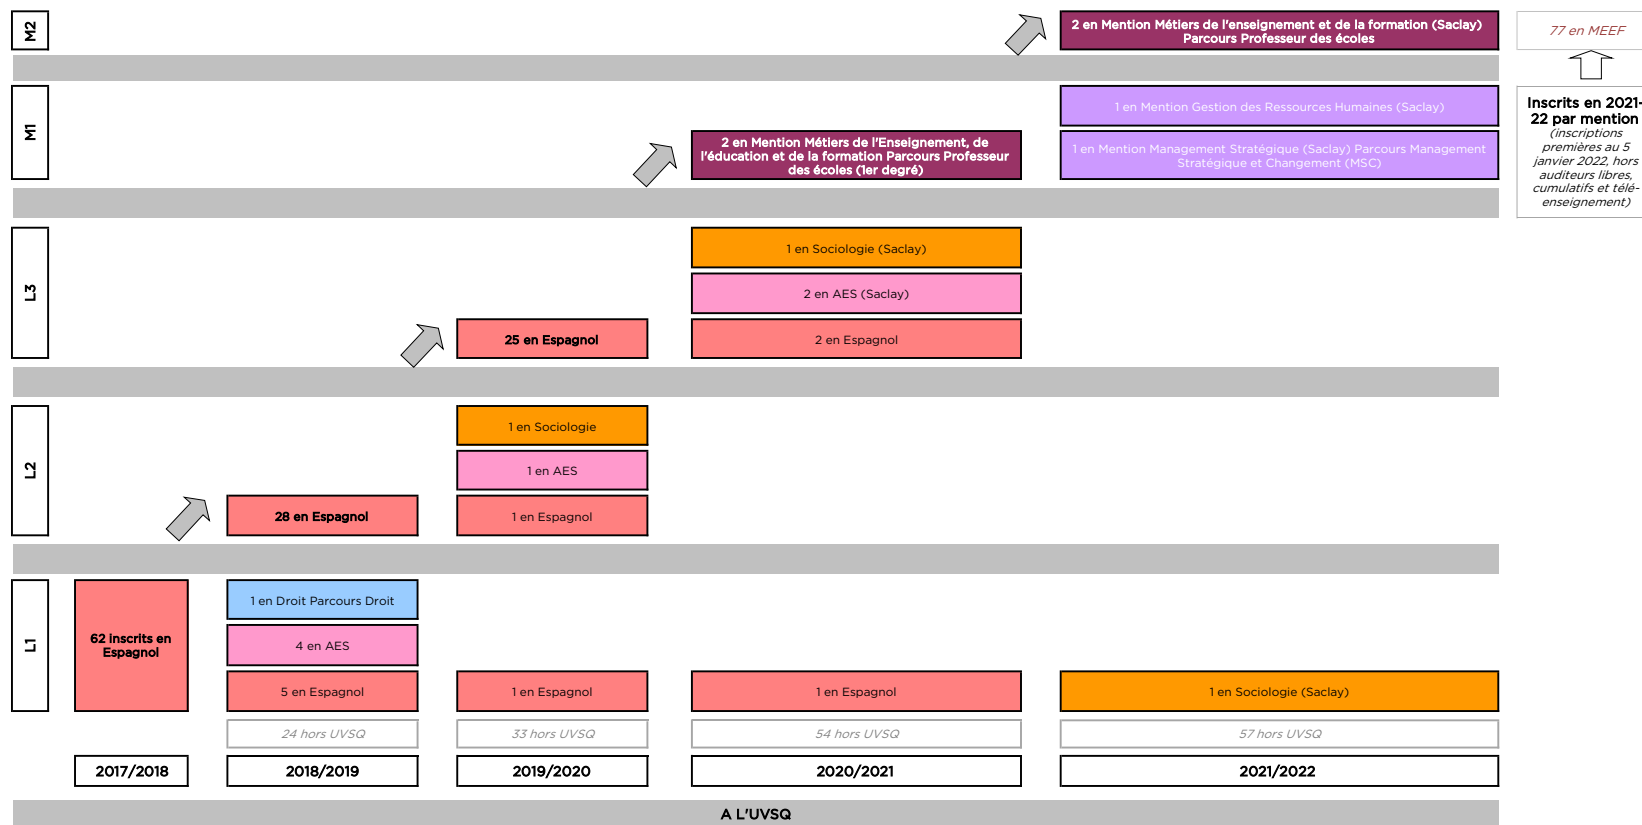 M2
2 en Mention Métiers de l'enseignement et de la formation (Saclay)
Parcours Professeur des écoles
77 en MEEF
M1
1 en Mention Gestion des Ressources Humaines (Saclay)
2 en Mention Métiers de l'Enseignement, de
l'éducation et de la formation Parcours Professeur
des écoles (1er degré)
1 en Mention Management Stratégique (Saclay) Parcours Management
Stratégique et Changement (MSC)
Inscrits en 2021-
22 par mention
(inscriptions
premières au 5
janvier 2022, hors
auditeurs libres,
cumulatifs et télé-
enseignement)
L3
1 en Sociologie (Saclay)
2 en AES (Saclay)
25 en Espagnol
2 en Espagnol
L2
1 en Sociologie
1 en AES
28 en Espagnol
1 en Espagnol
L1
62 inscrits en
Espagnol
1 en Droit Parcours Droit
4 en AES
5 en Espagnol
1 en Espagnol
1 en Espagnol
1 en Sociologie (Saclay)
24 hors UVSQ
33 hors UVSQ
54 hors UVSQ
57 hors UVSQ
2017/2018
2018/2019
2019/2020
2020/2021
2021/2022
A L'UVSQ